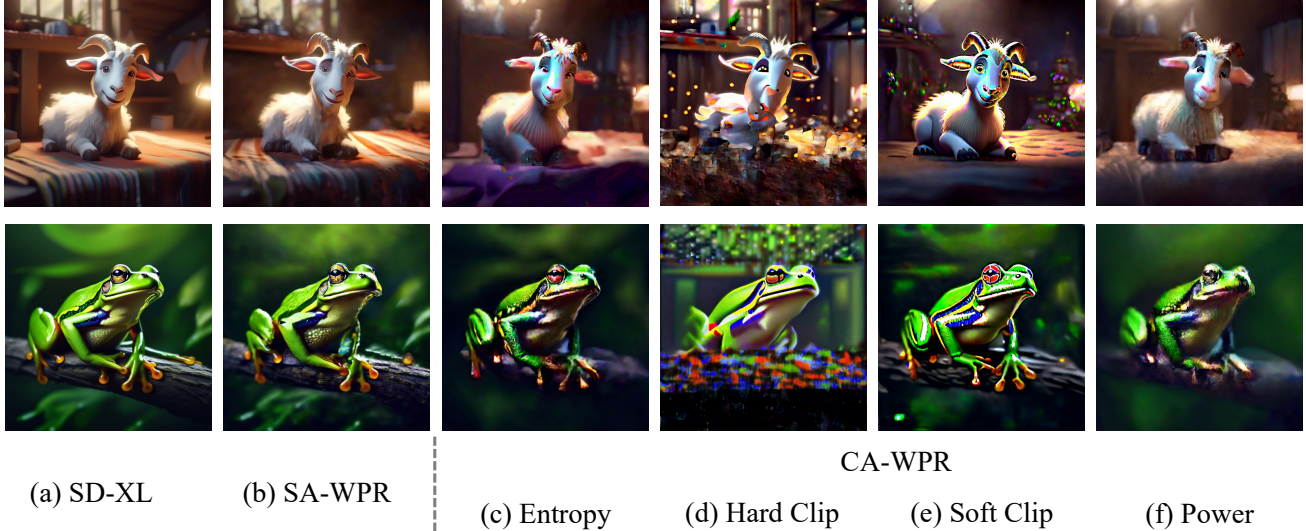 CA-WPR
(a) SD-XL
(b) SA-WPR
(c) Entropy
(d) Hard Clip
(e) Soft Clip
(f) Power